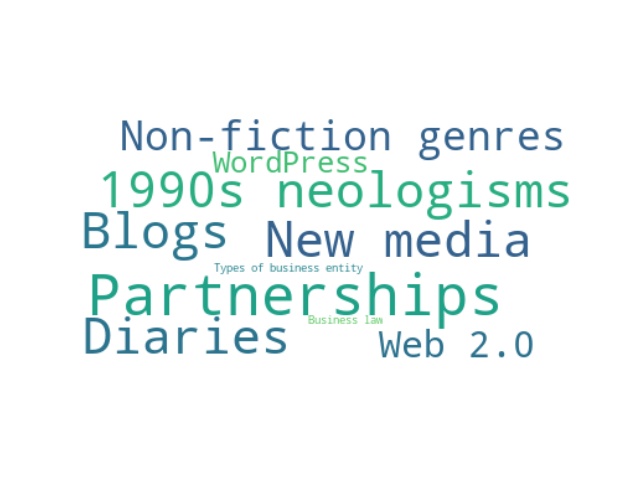 Non-fiction genres
WordPress
1990s neologisms
Blogs
New media
Types of business entity
Partnerships
Business law
Diaries
Web 2.0